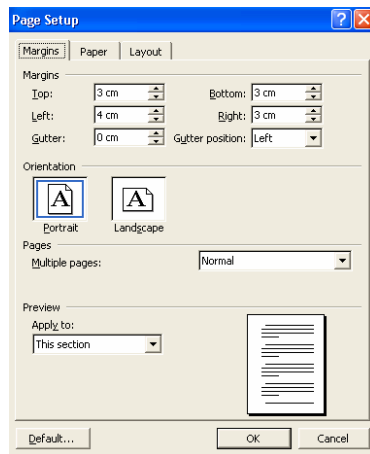 Page Setup
Margins Paper Layout
Margins
Top: 3 cm Bottom: 3 cm
Left: 4 cm Right: 3 cm
Gutter: 0 cm Gutter position: Left
Orientation
A A
Portrait Landscape
Pages
Multiple pages: Normal
Preview
Apply to:
This section
Default... OK Cancel